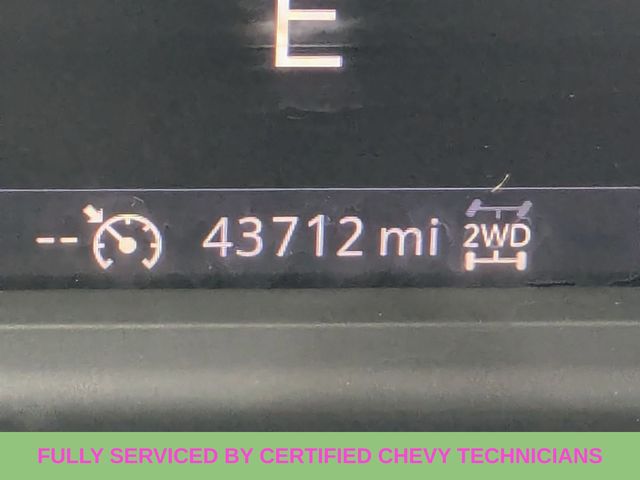 E
-- 43712 mi 2WD
FULLY SERVICED BY CERTIFIED CHEVY TECHNICIANS